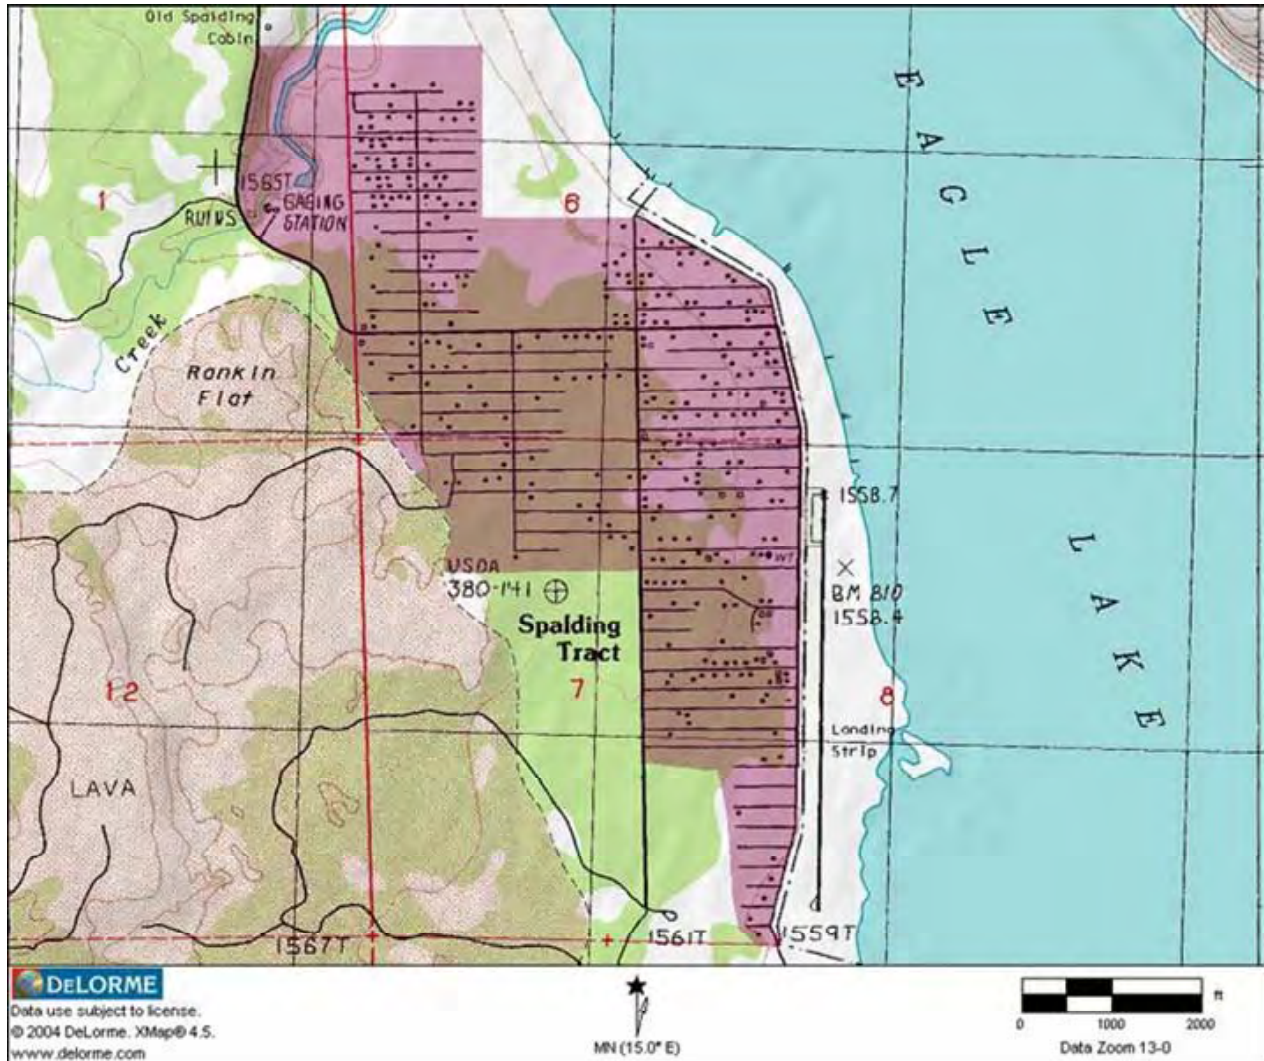 Old Spalding
Cabin
E A G L E
1565T
1
RUINS
GAGING
STATION
6
Creek
Rankin
Flat
1558.7
L A K E
WT
USDA
380-141
BM 810
1558.4
Spalding
Tract
12
7
8
Landing
Strip
LAVA
1567T
1561T
1559T
DELORME
Data use subject to license.
© 2004 DeLorme. XMap® 4.5.
www.delorme.com
MN (15.0° E)
ft
0 1000 2000
Data Zoom 13-0